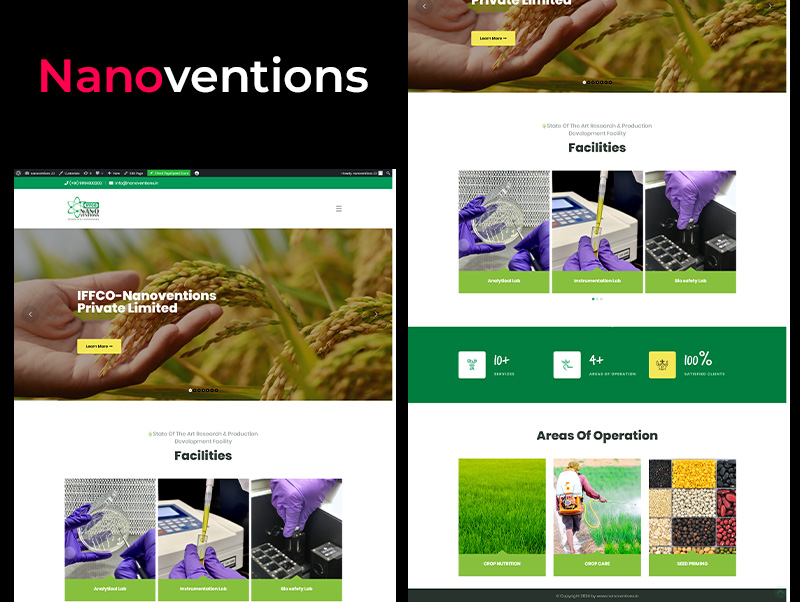 Nanoventions
nanoventions 23 Customize 0 0 New Edit Page
Howdy, nanoventions 23
info@nanoventions.in
IFFCO
NANO
VENTIONS
IFFCO-Nanoventions
Private Limited
Learn More
State Of The Art Research & Production
Development Facility
Facilities
Analytical Lab
Instrumentation Lab
Bio safety Lab
Private Limited
Learn More
State Of The Art Research & Production
Development Facility
Facilities
Analytical Lab
Instrumentation Lab
Bio safety Lab
10+
SERVICES
4+
AREAS OF OPERATION
100%
SATISFIED CLIENTS
Areas Of Operation
CROP NUTRITION
CROP CARE
SEED PRIMING
© Copyright 2024 by www.nanoventions.in